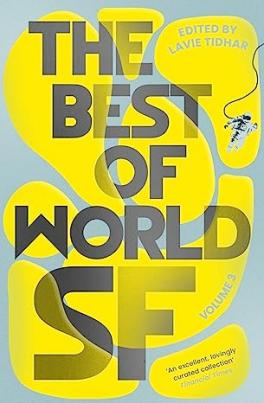 THE
BEST
OF
WORLD
SF
EDITED BY
LAVIE TIDHAR
VOLUME 3
'An excellent, lovingly
curated collection'
Financial Times